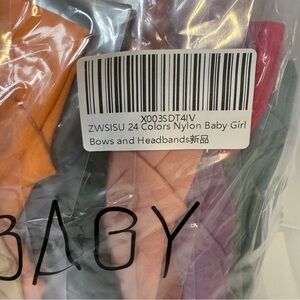 X003SDT4IV
ZWSISU 24 Colors Nylon Baby Girl
Bows and Headbands新品
BABY